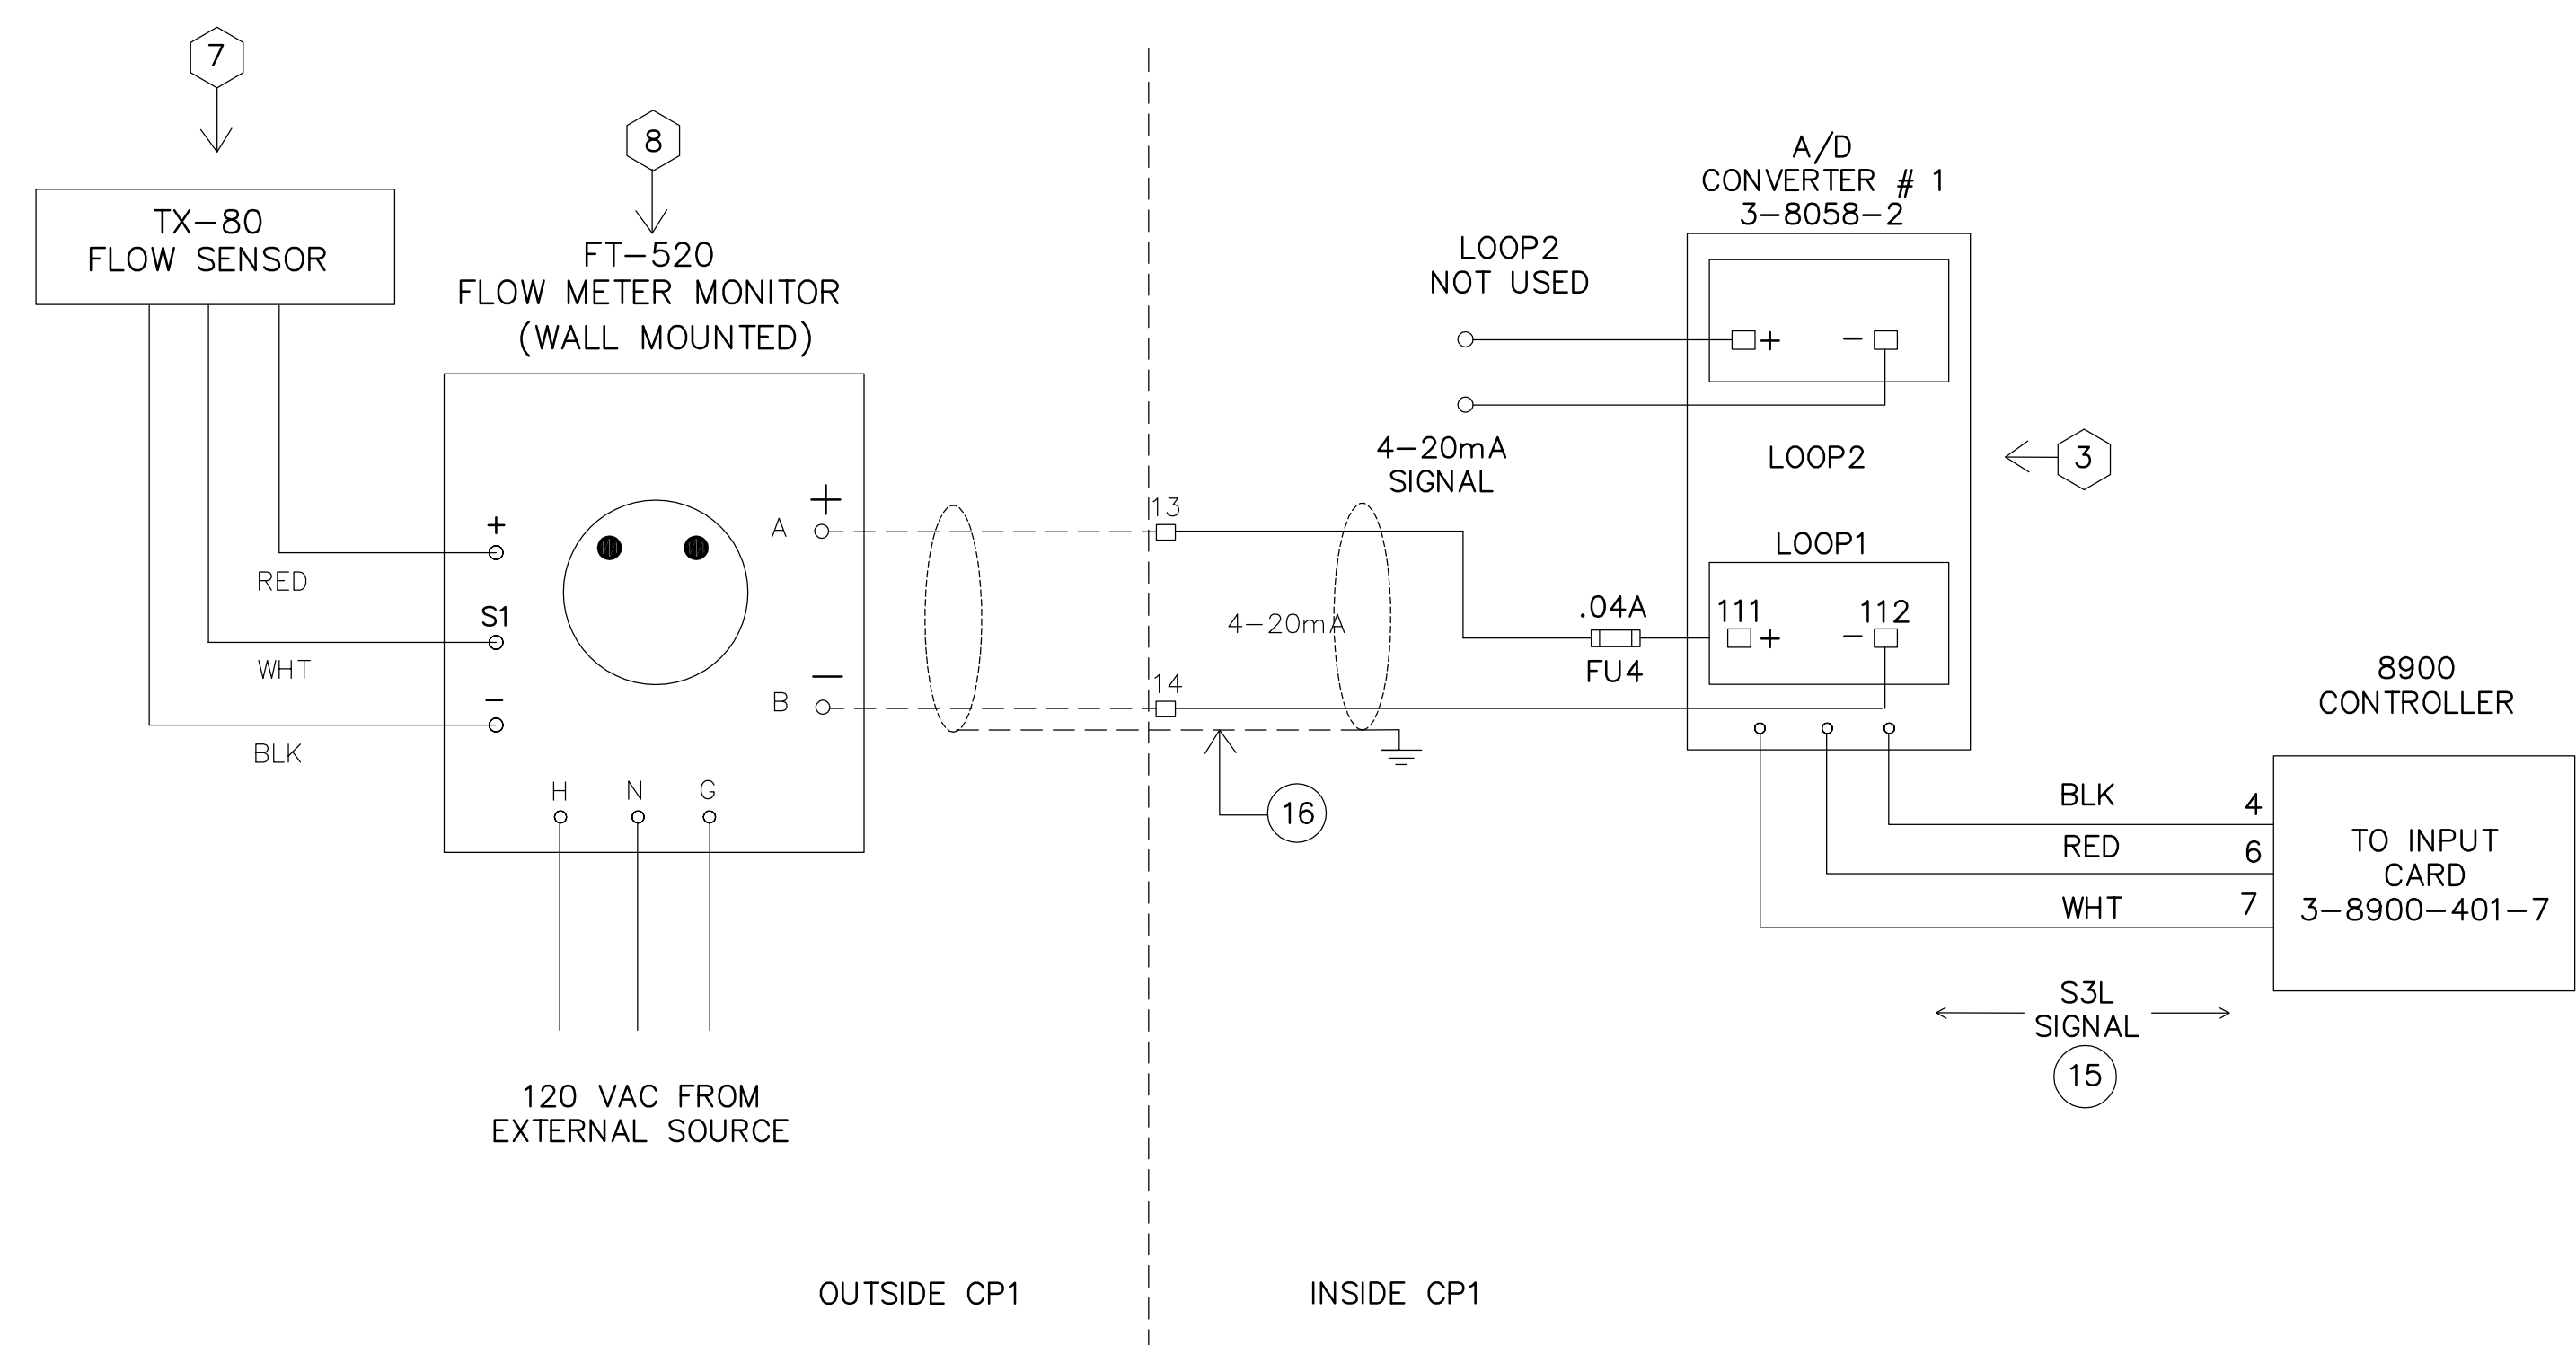 7
TX-80
FLOW SENSOR
8
FT-520
FLOW METER MONITOR
(WALL MOUNTED)
+
RED
S1
WHT
-
BLK
A
+
B
-
H N G
120 VAC FROM
EXTERNAL SOURCE
OUTSIDE CP1
INSIDE CP1
13
14
4-20mA
16
LOOP2
NOT USED
4-20mA
SIGNAL
A/D
CONVERTER # 1
3-8058-2
+ -
LOOP2
3
LOOP1
111 112
+ -
.04A
FU4
BLK 4
RED 6
WHT 7
S3L
SIGNAL
15
8900
CONTROLLER
TO INPUT
CARD
3-8900-401-7